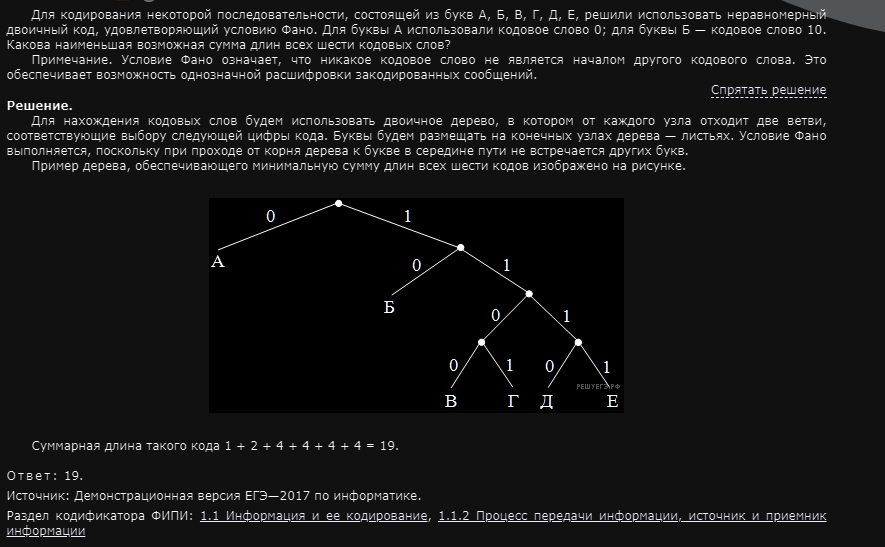 Для кодирования некоторой последовательности, состоящей из букв А, Б, В, Г, Д, Е, решили использовать неравномерный
двоичный код, удовлетворяющий условию Фано. Для буквы А использовали кодовое слово 0; для буквы Б — кодовое слово 10.
Какова наименьшая возможная сумма длин всех шести кодовых слов?
Примечание. Условие Фано означает, что никакое кодовое слово не является началом другого кодового слова. Это
обеспечивает возможность однозначной расшифровки закодированных сообщений.
Спрятать решение
Решение.
Для нахождения кодовых слов будем использовать двоичное дерево, в котором от каждого узла отходит две ветви,
соответствующие выбору следующей цифры кода. Буквы будем размещать на конечных узлах дерева — листьях. Условие Фано
выполняется, поскольку при проходе от корня дерева к букве в середине пути не встречается других букв.
Пример дерева, обеспечивающего минимальную сумму длин всех шести кодов изображено на рисунке.
0 1
А 0 1
Б 0 1
0 1 0 1
РЕШУЕГЭ.РФ
В Г Д Е
Суммарная длина такого кода 1 + 2 + 4 + 4 + 4 + 4 = 19.
Ответ: 19.
Источник: Демонстрационная версия ЕГЭ—2017 по информатике.
Раздел кодификатора ФИПИ: 1.1 Информация и ее кодирование, 1.1.2 Процесс передачи информации, источник и приемник
информации